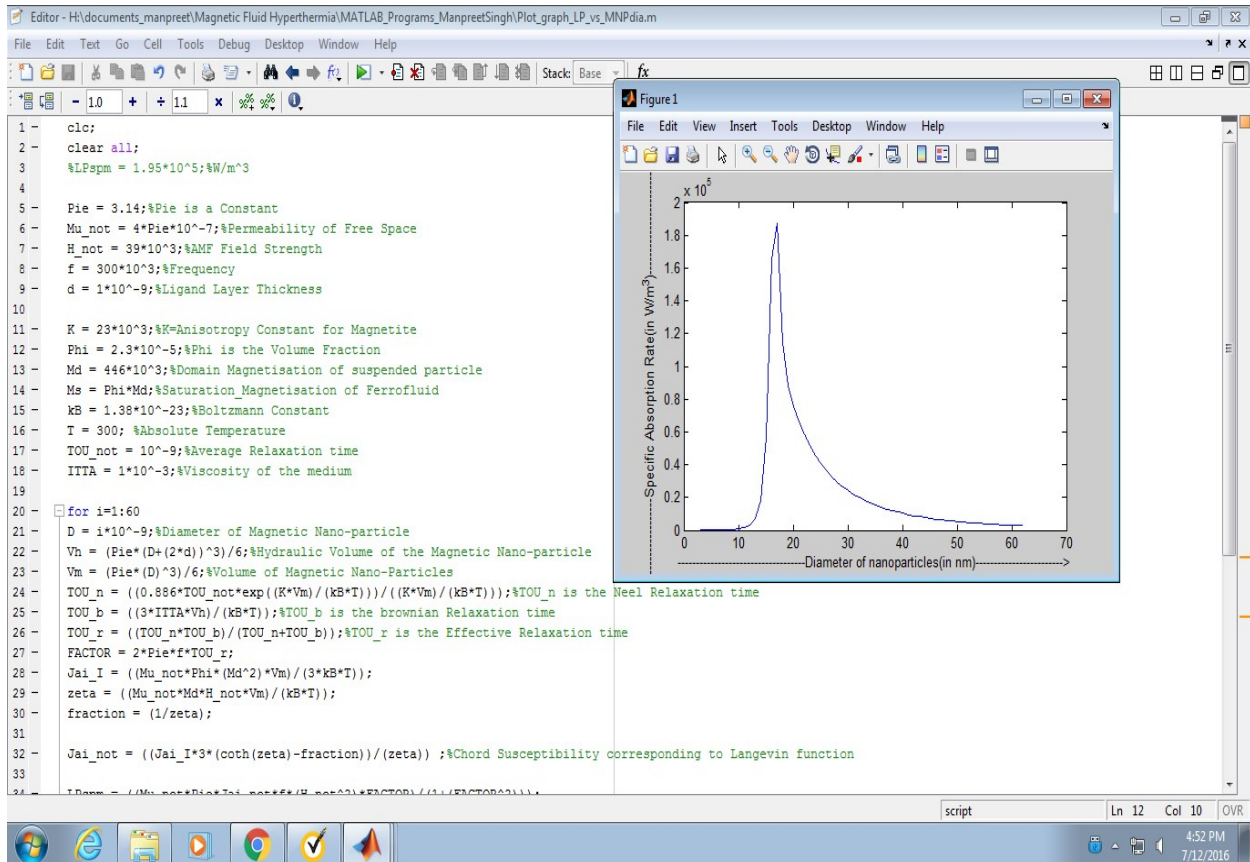 Editor - H:\documents_manpreet\Magnetic Fluid Hyperthermia\MATLAB_Programs_ManpreetSingh\Plot_graph_LP_vs_MNPdia.m
File Edit Text Go Cell Tools Debug Desktop Window Help
Stack: Base fx
- 1.0 + ÷ 1.1 x
1 - clc;
2 - clear all;
3 %LPspm = 1.95*10^5;%W/m^3
4
5 - Pie = 3.14;%Pie is a Constant
6 - Mu_not = 4*Pie*10^-7;%Permeability of Free Space
7 - H_not = 39*10^3;%AMF Field Strength
8 - f = 300*10^3;%Frequency
9 - d = 1*10^-9;%Ligand Layer Thickness
10
11 - K = 23*10^3;%K=Anisotropy Constant for Magnetite
12 - Phi = 2.3*10^-5;%Phi is the Volume Fraction
13 - Md = 446*10^3;%Domain Magnetisation of suspended particle
14 - Ms = Phi*Md;%Saturation_Magnetisation of Ferrofluid
15 - kB = 1.38*10^-23;%Boltzmann Constant
16 - T = 300; %Absolute Temperature
17 - TOU_not = 10^-9;%Average Relaxation time
18 - ITTA = 1*10^-3;%Viscosity of the medium
19
20 - for i=1:60
21 - D = i*10^-9;%Diameter of Magnetic Nano-particle
22 - Vh = (Pie*(D+(2*d))^3)/6;%Hydraulic Volume of the Magnetic Nano-particle
23 - Vm = (Pie*(D)^3)/6;%Volume of Magnetic Nano-Particles
24 - TOU_n = ((0.886*TOU_not*exp((K*Vm)/(kB*T)))/((K*Vm)/(kB*T)));%TOU_n is the Neel Relaxation time
25 - TOU_b = ((3*ITTA*Vh)/(kB*T));%TOU_b is the brownian Relaxation time
26 - TOU_r = ((TOU_n*TOU_b)/(TOU_n+TOU_b));%TOU_r is the Effective Relaxation time
27 - FACTOR = 2*Pie*f*TOU_r;
28 - Jai_I = ((Mu_not*Phi*(Md^2)*Vm)/(3*kB*T));
29 - zeta = ((Mu_not*Md*H_not*Vm)/(kB*T));
30 - fraction = (1/zeta);
31
32 - Jai_not = ((Jai_I*3*(coth(zeta)-fraction))/(zeta)) ;%Chord Susceptibility corresponding to Langevin function
33
34 - LPspm = ((Mu_not*Pie*Jai_not*f*(H_not^2)*FACTOR)/(1+(FACTOR^2)));
Figure 1
File Edit View Insert Tools Desktop Window Help
x 10^5
2
1.8
1.6
1.4
1.2
1
0.8
0.6
0.4
0.2
0
0 10 20 30 40 50 60 70
Specific Absorption Rate(in W/m^3)
Diameter of nanoparticles(in nm)
script Ln 12 Col 10 OVR
4:52 PM
7/12/2016